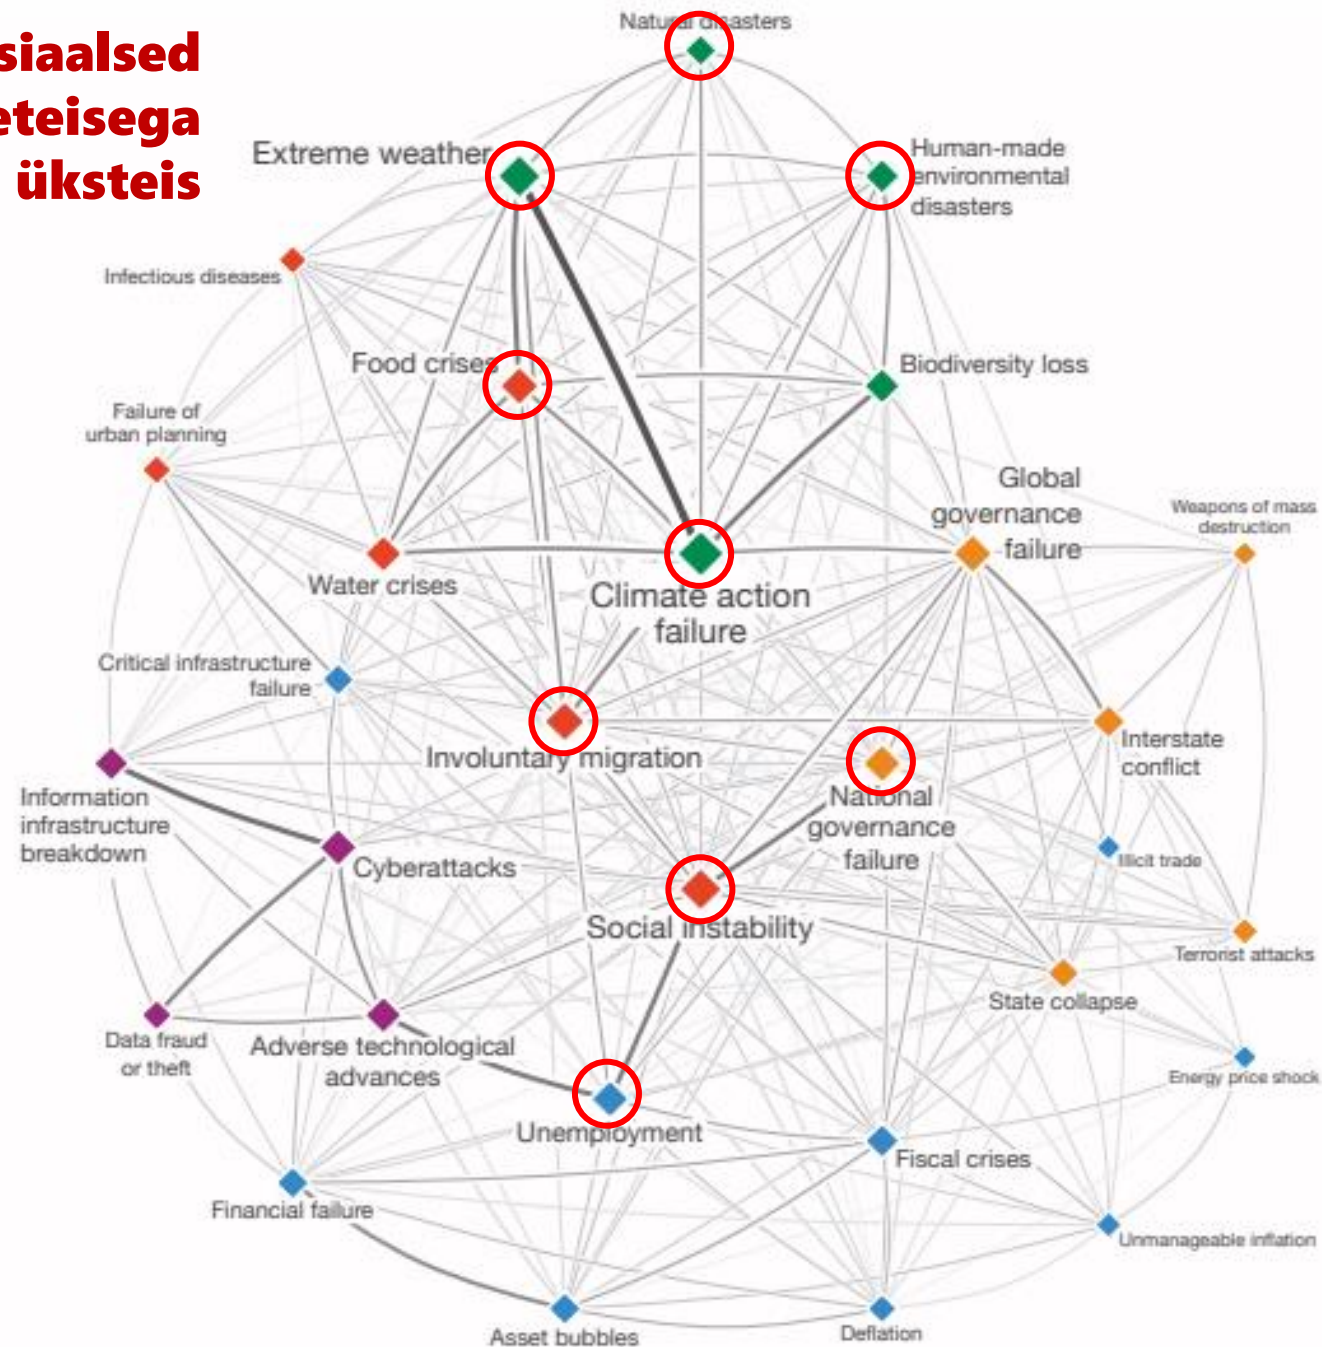 siaalsed
eteisega
üksteis
Natural disasters
Extreme weather
Human-made
environmental
disasters
Infectious diseases
Food crises
Biodiversity loss
Failure of
urban planning
Global
governance
failure
Weapons of mass
destruction
Water crises
Climate action
failure
Critical infrastructure
failure
Involuntary migration
Interstate
conflict
Information
infrastructure
breakdown
National
governance
failure
Cyberattacks
Illicit trade
Social instability
Terrorist attacks
State collapse
Data fraud
or theft
Adverse technological
advances
Energy price shock
Unemployment
Fiscal crises
Financial failure
Unmanageable inflation
Asset bubbles
Deflation